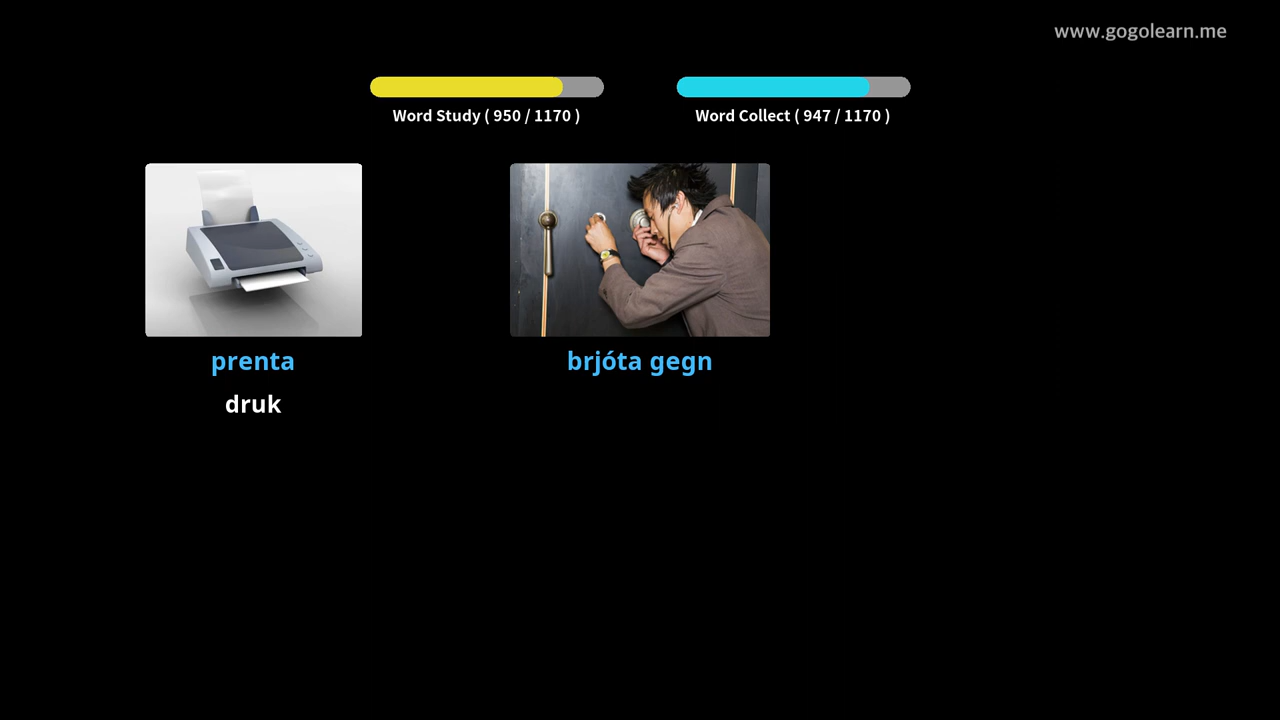 www.gogolearn.me
Word Study ( 950 / 1170 )
Word Collect ( 947 / 1170 )
prenta
brjóta gegn
druk